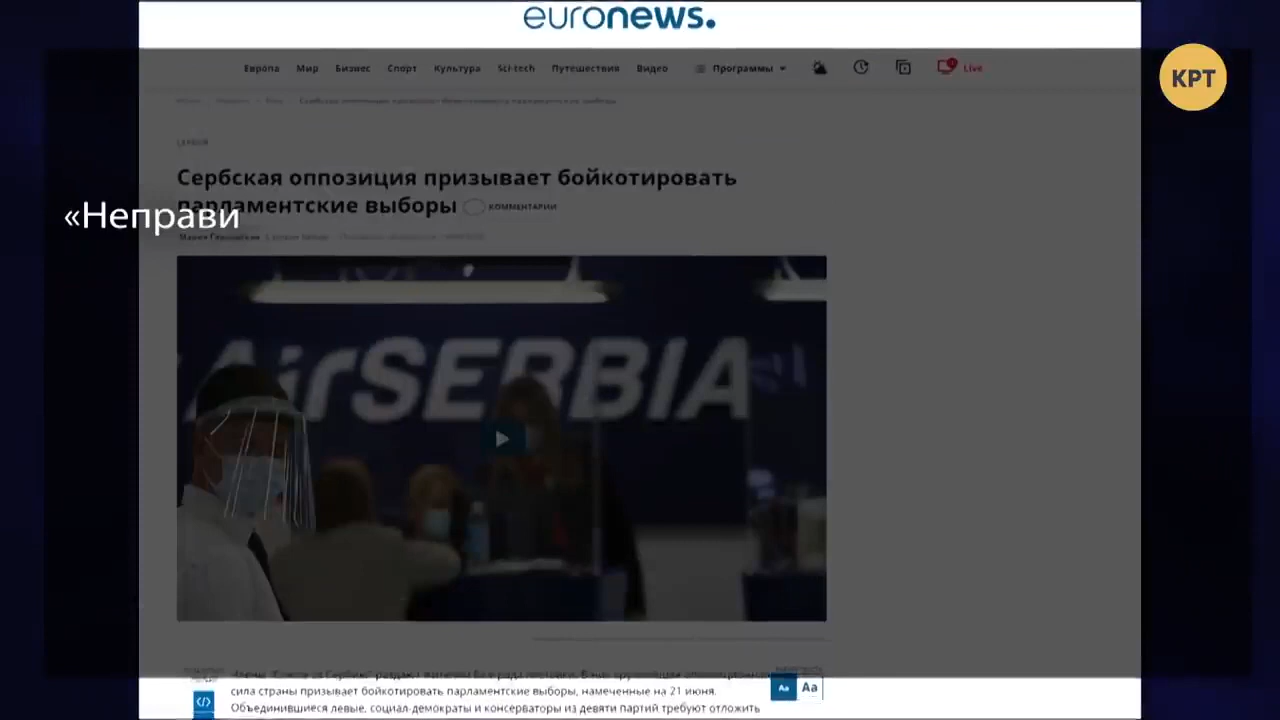 euronews.
Европа Мир Бизнес Спорт Культура Sci-tech Путешествия Видео Программы Live
КРТ
Сербская оппозиция призывает бойкотировать
парламентские выборы КОММЕНТАРИИ
«Неправи
AirSERBIA
Aa Aa
сила страны призывает бойкотировать парламентские выборы, намеченные на 21 июня.
Объединившиеся левые, социал-демократы и консерваторы из девяти партий требуют отложить